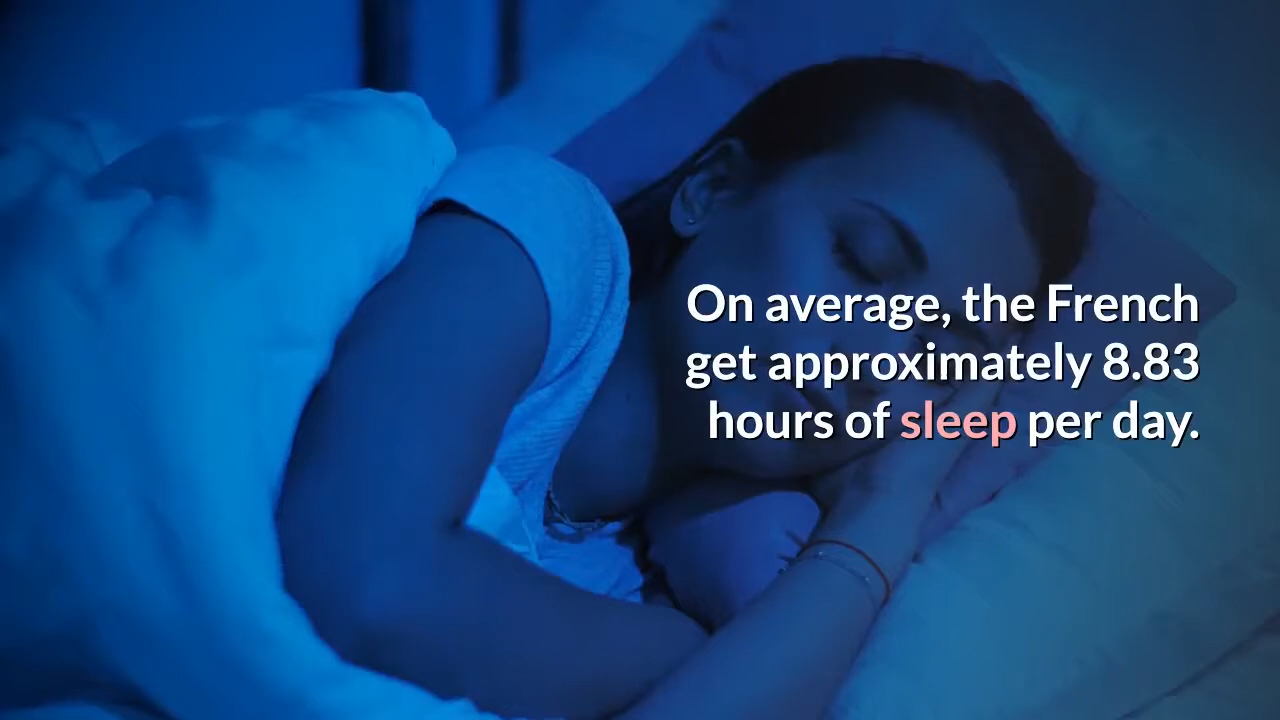 On average, the French
get approximately 8.83
hours of sleep per day.